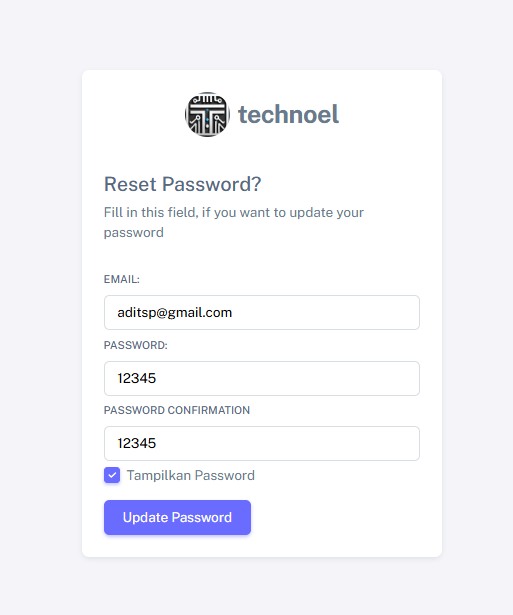 technoel
Reset Password?
Fill in this field, if you want to update your
password
EMAIL:
aditsp@gmail.com
PASSWORD:
12345
PASSWORD CONFIRMATION
12345
Tampilkan Password
Update Password